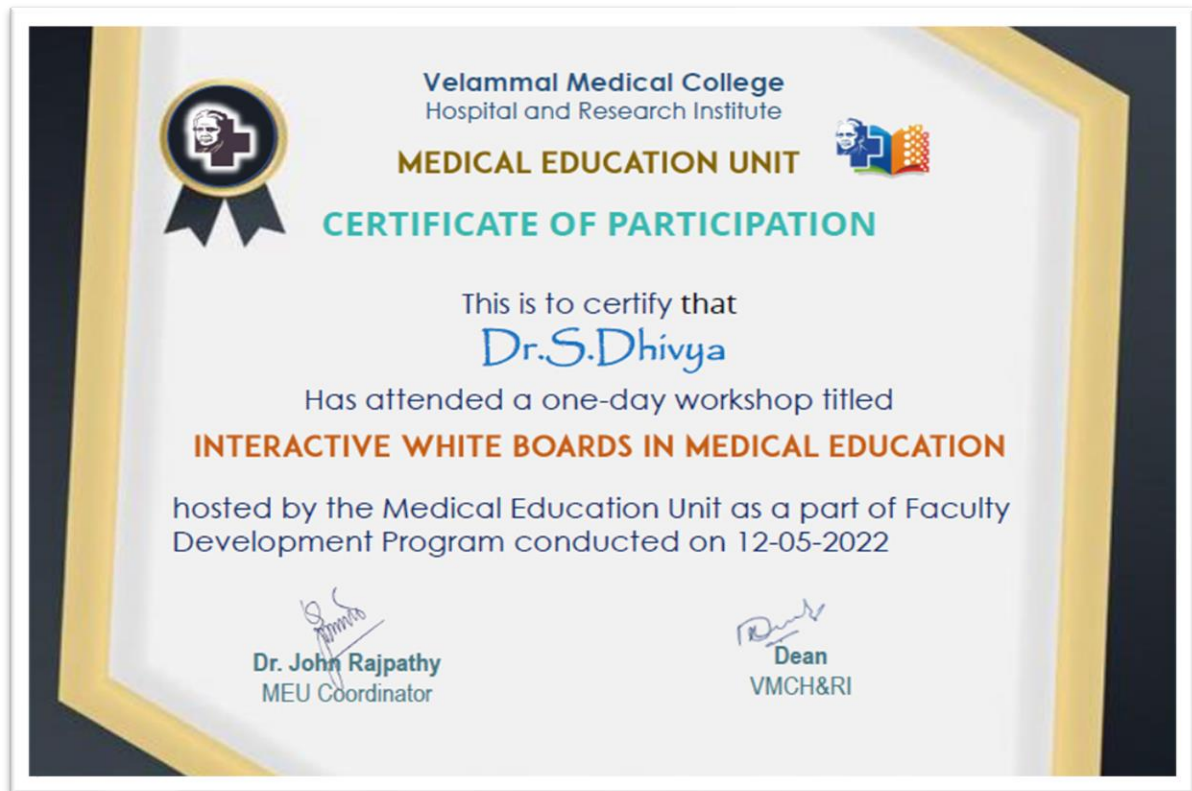 Velammal Medical College
Hospital and Research Institute
MEDICAL EDUCATION UNIT
CERTIFICATE OF PARTICIPATION
This is to certify that
Dr.S.Dhivya
Has attended a one-day workshop titled
INTERACTIVE WHITE BOARDS IN MEDICAL EDUCATION
hosted by the Medical Education Unit as a part of Faculty
Development Program conducted on 12-05-2022
Dr. John Rajpathy
MEU Coordinator
Dean
VMCH&RI